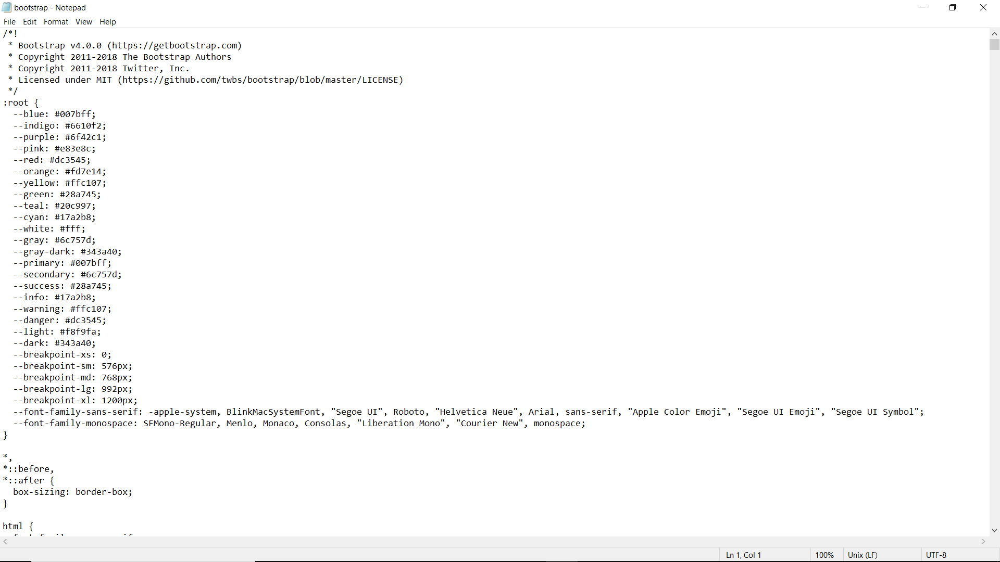 bootstrap - Notepad
File Edit Format View Help
/*!
 * Bootstrap v4.0.0 (https://getbootstrap.com)
 * Copyright 2011-2018 The Bootstrap Authors
 * Copyright 2011-2018 Twitter, Inc.
 * Licensed under MIT (https://github.com/twbs/bootstrap/blob/master/LICENSE)
 */
:root {
  --blue: #007bff;
  --indigo: #6610f2;
  --purple: #6f42c1;
  --pink: #e83e8c;
  --red: #dc3545;
  --orange: #fd7e14;
  --yellow: #ffc107;
  --green: #28a745;
  --teal: #20c997;
  --cyan: #17a2b8;
  --white: #fff;
  --gray: #6c757d;
  --gray-dark: #343a40;
  --primary: #007bff;
  --secondary: #6c757d;
  --success: #28a745;
  --info: #17a2b8;
  --warning: #ffc107;
  --danger: #dc3545;
  --light: #f8f9fa;
  --dark: #343a40;
  --breakpoint-xs: 0;
  --breakpoint-sm: 576px;
  --breakpoint-md: 768px;
  --breakpoint-lg: 992px;
  --breakpoint-xl: 1200px;
  --font-family-sans-serif: -apple-system, BlinkMacSystemFont, "Segoe UI", Roboto, "Helvetica Neue", Arial, sans-serif, "Apple Color Emoji", "Segoe UI Emoji", "Segoe UI Symbol";
  --font-family-monospace: SFMono-Regular, Menlo, Monaco, Consolas, "Liberation Mono", "Courier New", monospace;
}

*,
*::before,
*::after {
  box-sizing: border-box;
}

html {
Ln 1, Col 1 100% Unix (LF) UTF-8